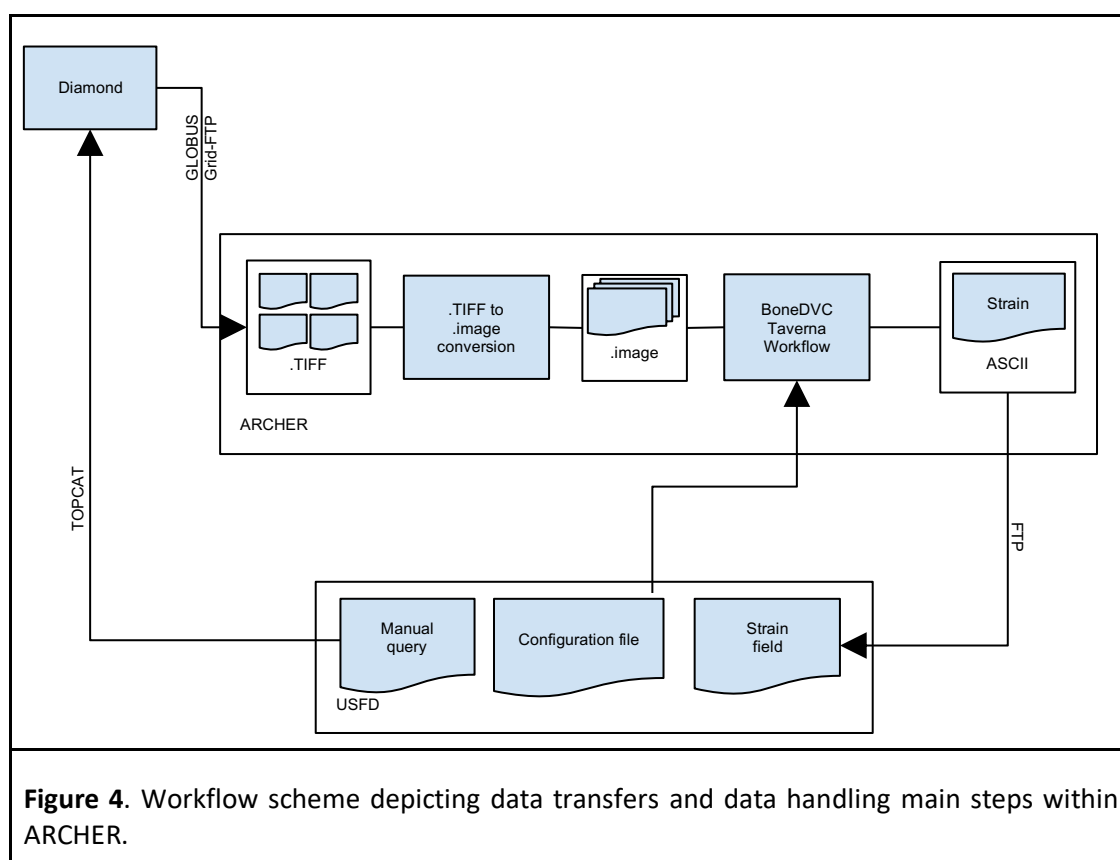 Diamond
GLOBUS
Grid-FTP
.TIFF
.TIFF to
.image
conversion
.image
BoneDVC
Taverna
Workflow
Strain
ASCII
ARCHER
TOPCAT
FTP
Manual
query
Configuration file
Strain
field
USFD
Figure 4. Workflow scheme depicting data transfers and data handling main steps within
ARCHER.